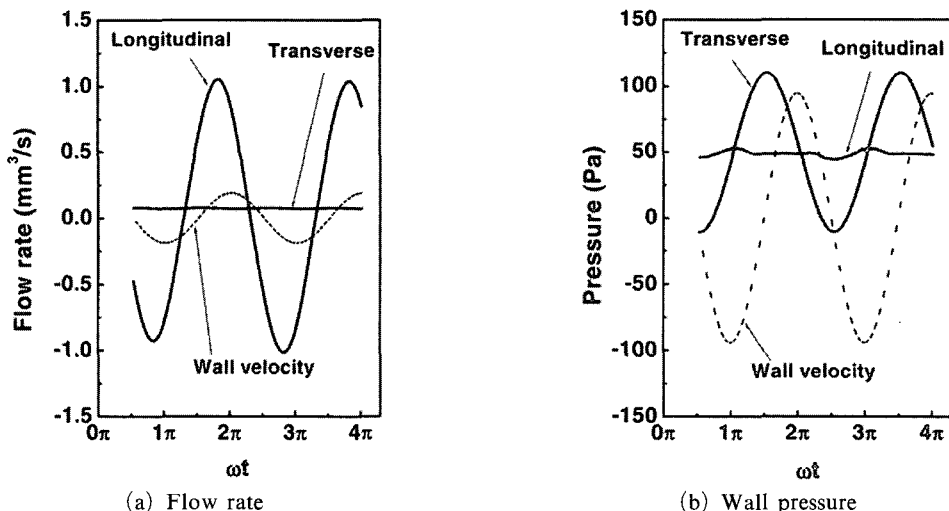 1.5
1.0
0.5
0.0
-0.5
-1.0
-1.5
Flow rate (mm³/s)
Longitudinal
Transverse
Wall velocity
0π 1π 2π 3π 4π
ωt
(a) Flow rate
150
100
50
0
-50
-100
-150
Pressure (Pa)
Transverse
Longitudinal
Wall velocity
0π 1π 2π 3π 4π
ωt
(b) Wall pressure